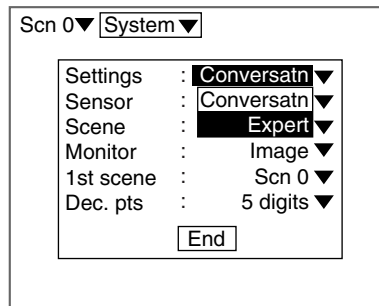 Scn 0▼ System ▼
Settings : Conversatn ▼
Sensor : Conversatn ▼
Scene : Expert ▼
Monitor : Image ▼
1st scene : Scn 0 ▼
Dec. pts : 5 digits ▼
End